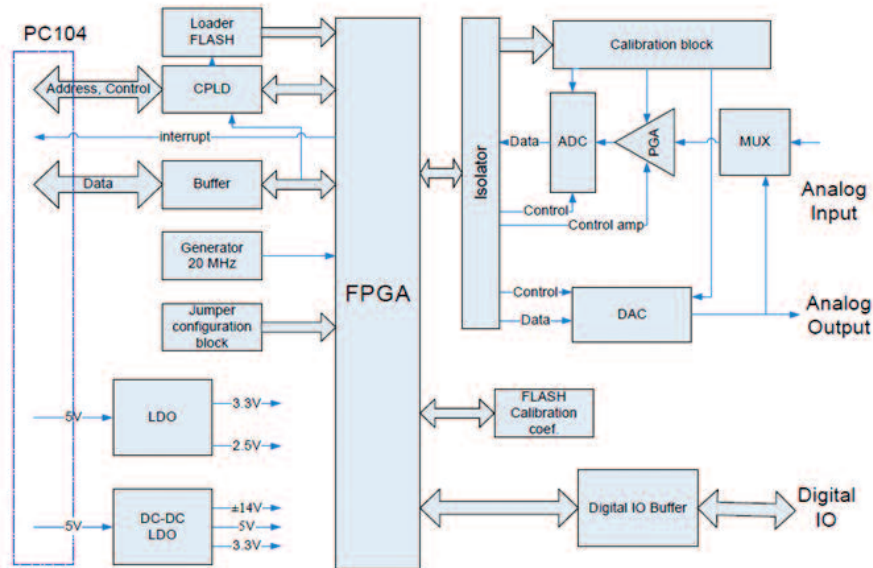 PC104
Loader
FLASH
Address, Control
CPLD
interrupt
Data
Buffer
Generator
20 MHz
Jumper
configuration
block
5V
LDO
3.3V
2.5V
5V
DC-DC
LDO
±14V
5V
3.3V
FPGA
Isolator
Calibration block
Data
ADC
PGA
MUX
Analog
Input
Control
Control amp
Control
Data
DAC
Analog
Output
FLASH
Calibration
coef.
Digital IO Buffer
Digital
IO